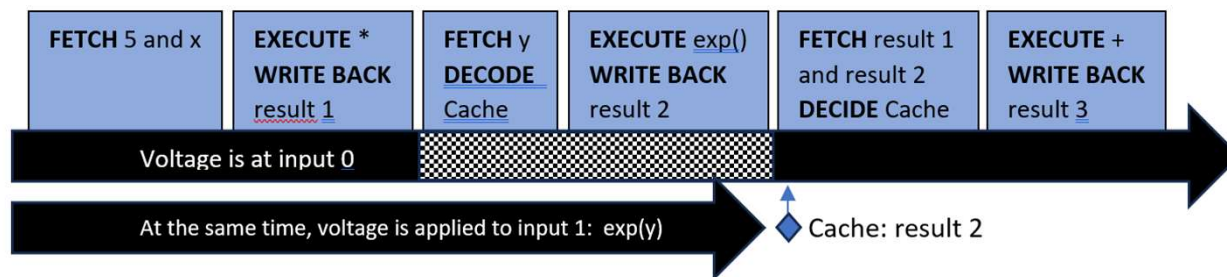 FETCH 5 and x
EXECUTE *
WRITE BACK
result 1
FETCH y
DECODE
Cache
EXECUTE exp()
WRITE BACK
result 2
FETCH result 1
and result 2
DECIDE Cache
EXECUTE +
WRITE BACK
result 3
Voltage is at input 0
At the same time, voltage is applied to input 1: exp(y)
Cache: result 2